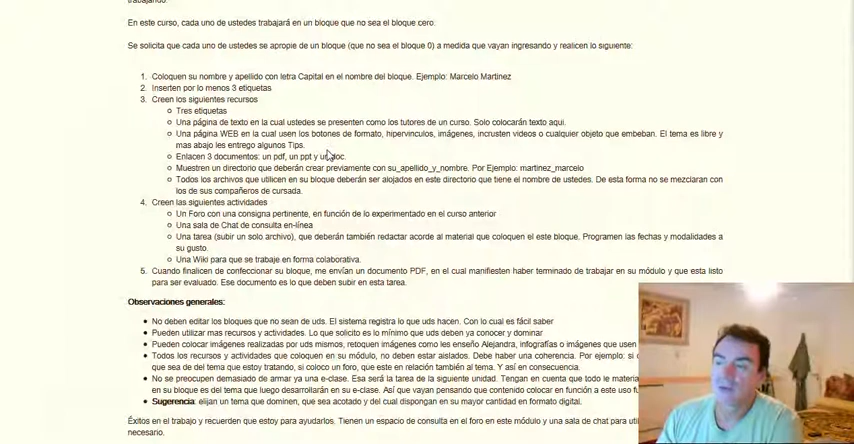 trabajando.
En este curso, cada uno de ustedes trabajará en un bloque que no sea el bloque cero.
Se solicita que cada uno de ustedes se apropie de un bloque (que no sea el bloque 0) a medida que vayan ingresando y realicen lo siguiente:
1. Coloquen su nombre y apellido con letra Capital en el nombre del bloque. Ejemplo: Marcelo Martinez
2. Inserten por lo menos 3 etiquetas
3. Creen los siguientes recursos
Tres etiquetas
Una página de texto en la cual ustedes se presenten como los tutores de un curso. Solo colocarán texto aqui.
Una página WEB en la cual usen los botones de formato, hipervinculos, imágenes, incrusten videos o cualquier objeto que embeban. El tema es libre y
mas abajo les entrego algunos Tips.
Enlacen 3 documentos: un pdf, un ppt y un doc.
Muestren un directorio que deberán crear previamente con su_apellido_y_nombre. Por Ejemplo: martinez_marcelo
Todos los archivos que utilicen en su bloque deberán ser alojados en este directorio que tiene el nombre de ustedes. De esta forma no se mezclaran con
los de sus compañeros de cursada.
4. Creen las siguientes actividades
Un Foro con una consigna pertinente, en función de lo experimentado en el curso anterior
Una sala de Chat de consulta en-línea
Una tarea (subir un solo archivo), que deberán también redactar acorde al material que coloquen el este bloque. Programen las fechas y modalidades a
su gusto.
Una Wiki para que se trabaje en forma colaborativa.
5. Cuando finalicen de confeccionar su bloque, me envían un documento PDF, en el cual manifiesten haber terminado de trabajar en su módulo y que esta listo
para ser evaluado. Ese documento es lo que deben subir en esta tarea.
Observaciones generales:
No deben editar los bloques que no sean de uds. El sistema registra lo que uds hacen. Con lo cual es fácil saber
Pueden utilizar mas recursos y actividades. Lo que solicito es lo mínimo que uds deben ya conocer y dominar
Pueden colocar imágenes realizadas por uds mismos, retoquen imágenes como les enseño Alejandra, infografías o imágenes que usen
Todos los recursos y actividades que coloquen en su módulo, no deben estar aislados. Debe haber una coherencia. Por ejemplo: si
que sea de del tema que estoy tratando, si coloco un foro, que este en relación también al tema. Y así en consecuencia.
No se preocupen demasiado de armar ya una e-clase. Esa será la tarea de la siguiente unidad. Tengan en cuenta que todo le materia
en su bloque es del tema que luego desarrollarán en su e-clase. Así que vayan pensando que contenido colocar en función a este uso
Sugerencia: elijan un tema que dominen, que sea acotado y del cual dispongan en su mayor cantidad en formato digital.
Éxitos en el trabajo y recuerden que estoy para ayudarlos. Tienen un espacio de consulta en el foro en este módulo y una sala de chat para
necesario.